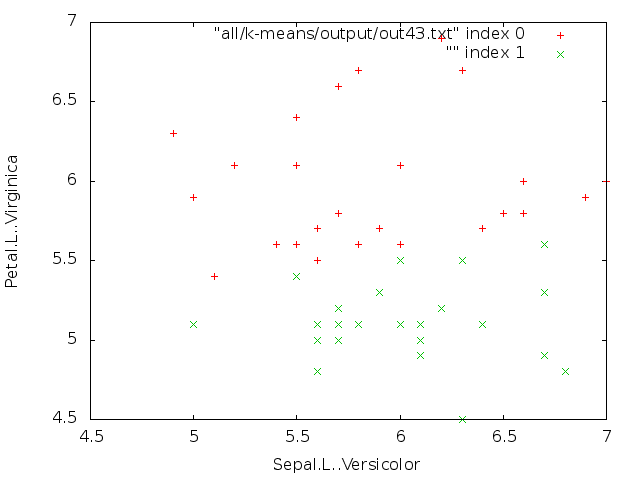 7
"all/k-means/output/out43.txt" index 0
"" index 1
6.5
6
5.5
5
4.5
Petal.L..Virginica
4.5 5 5.5 6 6.5 7
Sepal.L..Versicolor